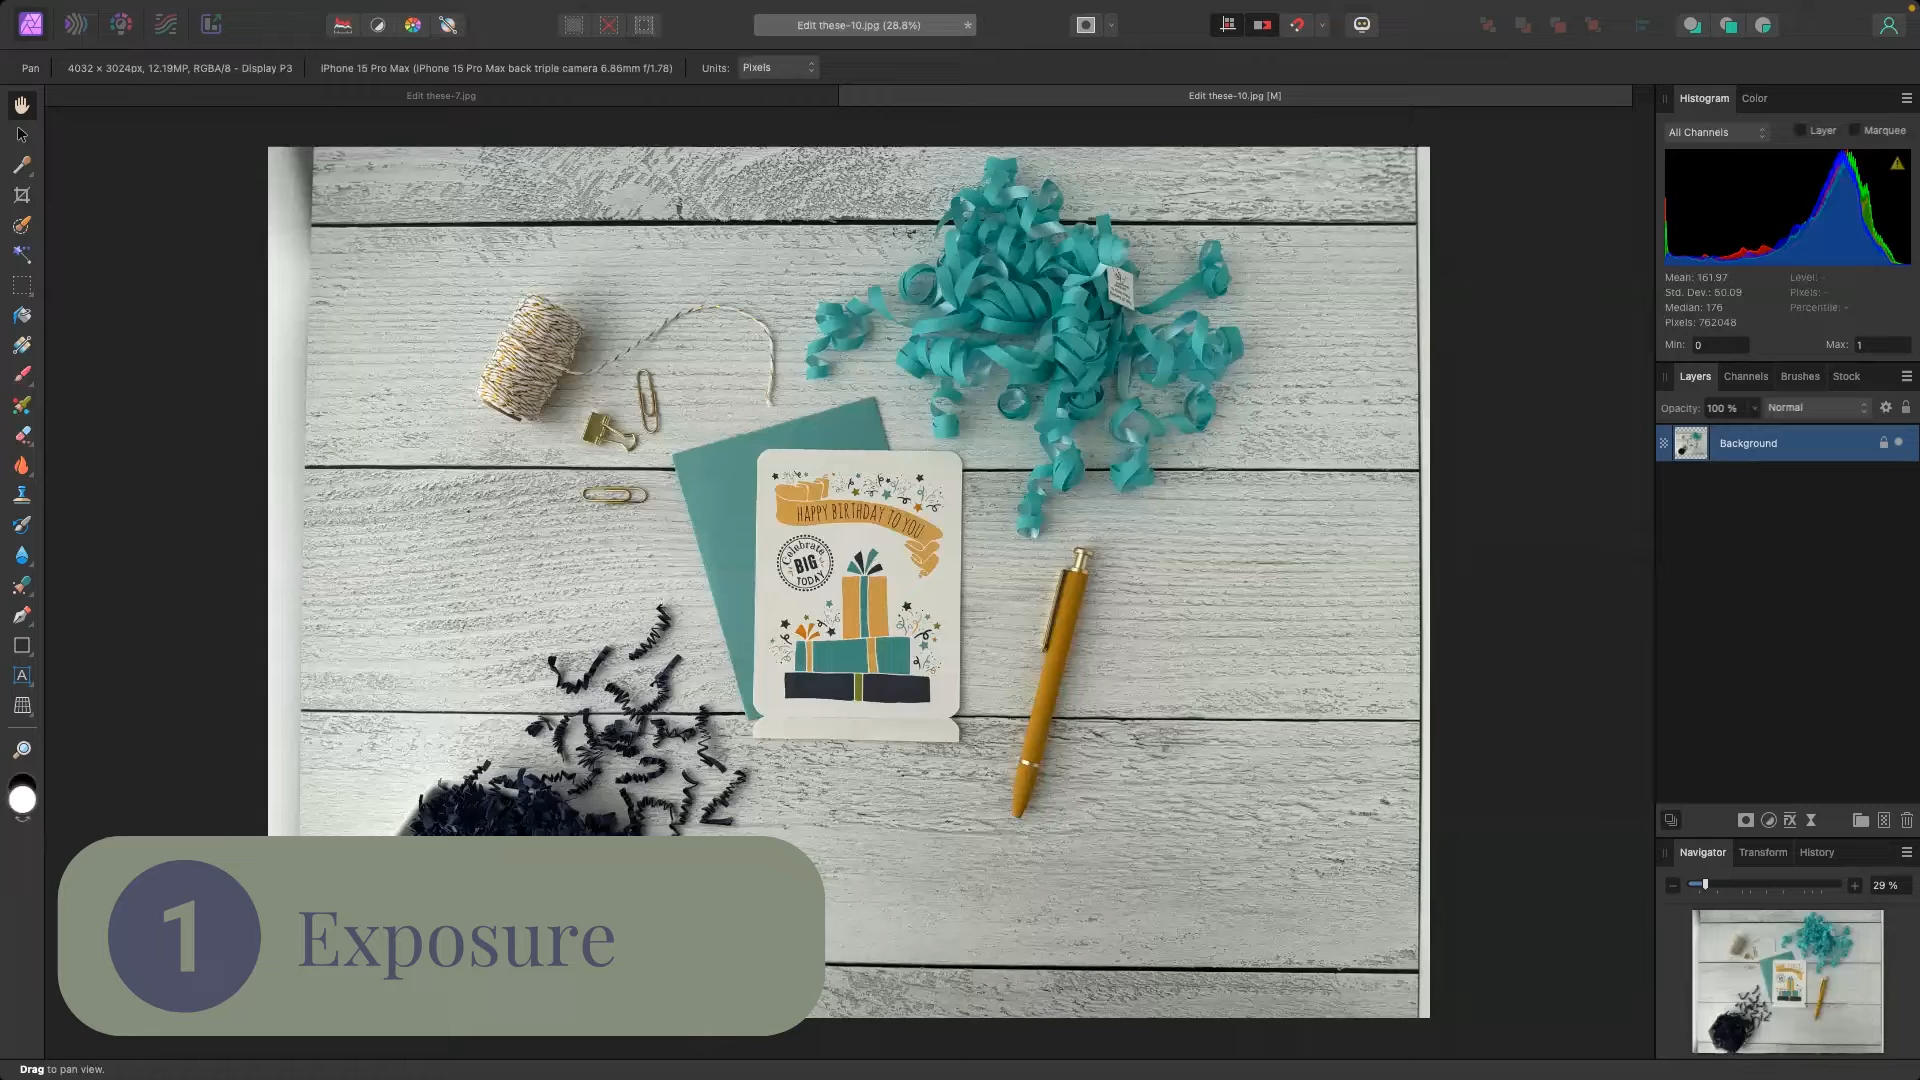 Edit these-10.jpg (28.8%)
*
Pan
4032 × 3024px, 12.19MP, RGBA/8 - Display P3
iPhone 15 Pro Max (iPhone 15 Pro Max back triple camera 6.86mm f/1.78)
Units:
Pixels
Edit these-7.jpg
Edit these-10.jpg [M]
Histogram
Color
All Channels
Layer
Marquee
Mean: 161.97
Std. Dev.: 50.09
Median: 176
Pixels: 762048
Level: -
Pixels: -
Percentile: -
Min: 0
Max: 1
Layers
Channels
Brushes
Stock
Opacity: 100 %
Normal
Background
HAPPY BIRTHDAY TO YOU
Celebrate
BIG
TODAY
1
Exposure
Navigator
Transform
History
29 %
Drag to pan view.